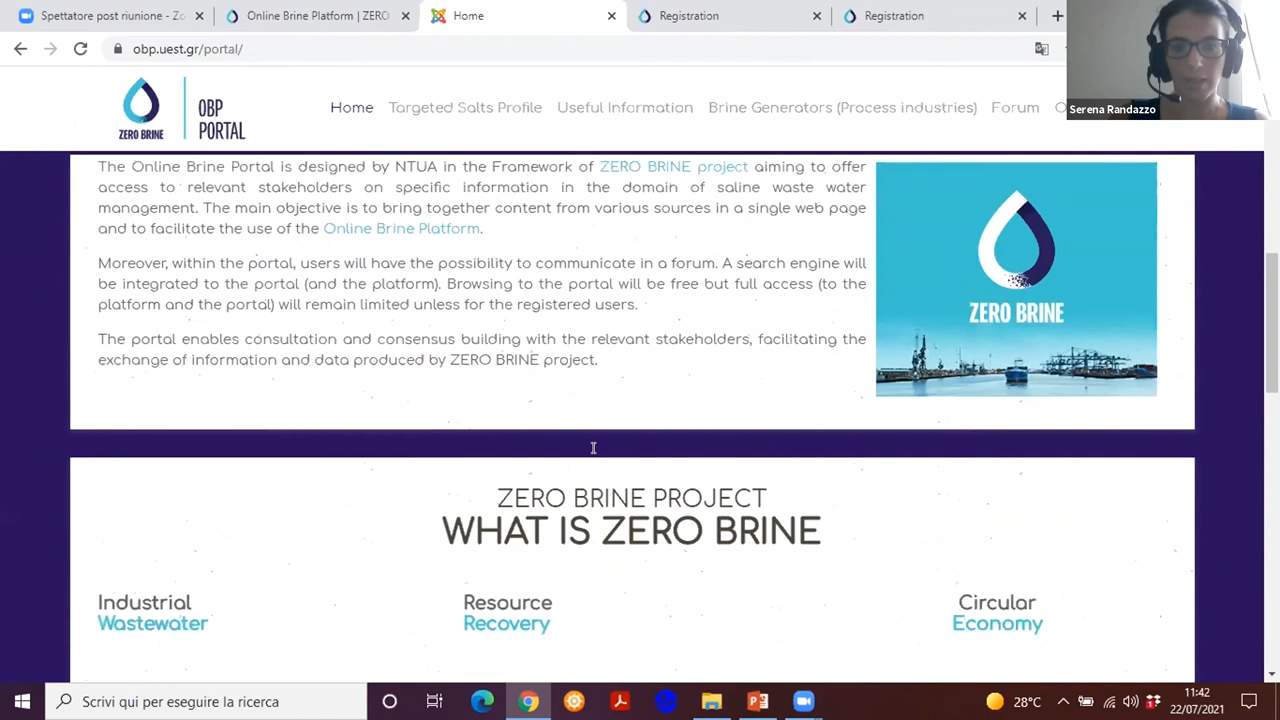 Spettatore post riunione - Zo
Online Brine Platform | ZERO
Home
Registration
Registration
obp.uest.gr/portal/
Serena Randazzo
ZERO BRINE
OBP
PORTAL
Home Targeted Salts Profile Useful Information Brine Generators (Process industries) Forum
The Online Brine Portal is designed by NTUA in the Framework of ZERO BRINE project aiming to offer
access to relevant stakeholders on specific information in the domain of saline waste water
management. The main objective is to bring together content from various sources in a single web page
and to facilitate the use of the Online Brine Platform.
Moreover, within the portal, users will have the possibility to communicate in a forum. A search engine will
be integrated to the portal (and the platform). Browsing to the portal will be free but full access (to the
platform and the portal) will remain limited unless for the registered users.
The portal enables consultation and consensus building with the relevant stakeholders, facilitating the
exchange of information and data produced by ZERO BRINE project.
ZERO BRINE
ZERO BRINE PROJECT
WHAT IS ZERO BRINE
Industrial
Wastewater
Resource
Recovery
Circular
Economy
Scrivi qui per eseguire la ricerca
28°C
11:42
22/07/2021